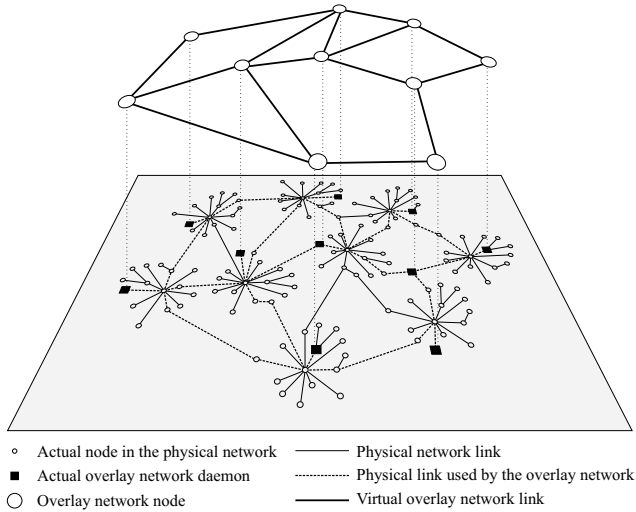 Actual node in the physical network
Actual overlay network daemon
Overlay network node
Physical network link
Physical link used by the overlay network
Virtual overlay network link